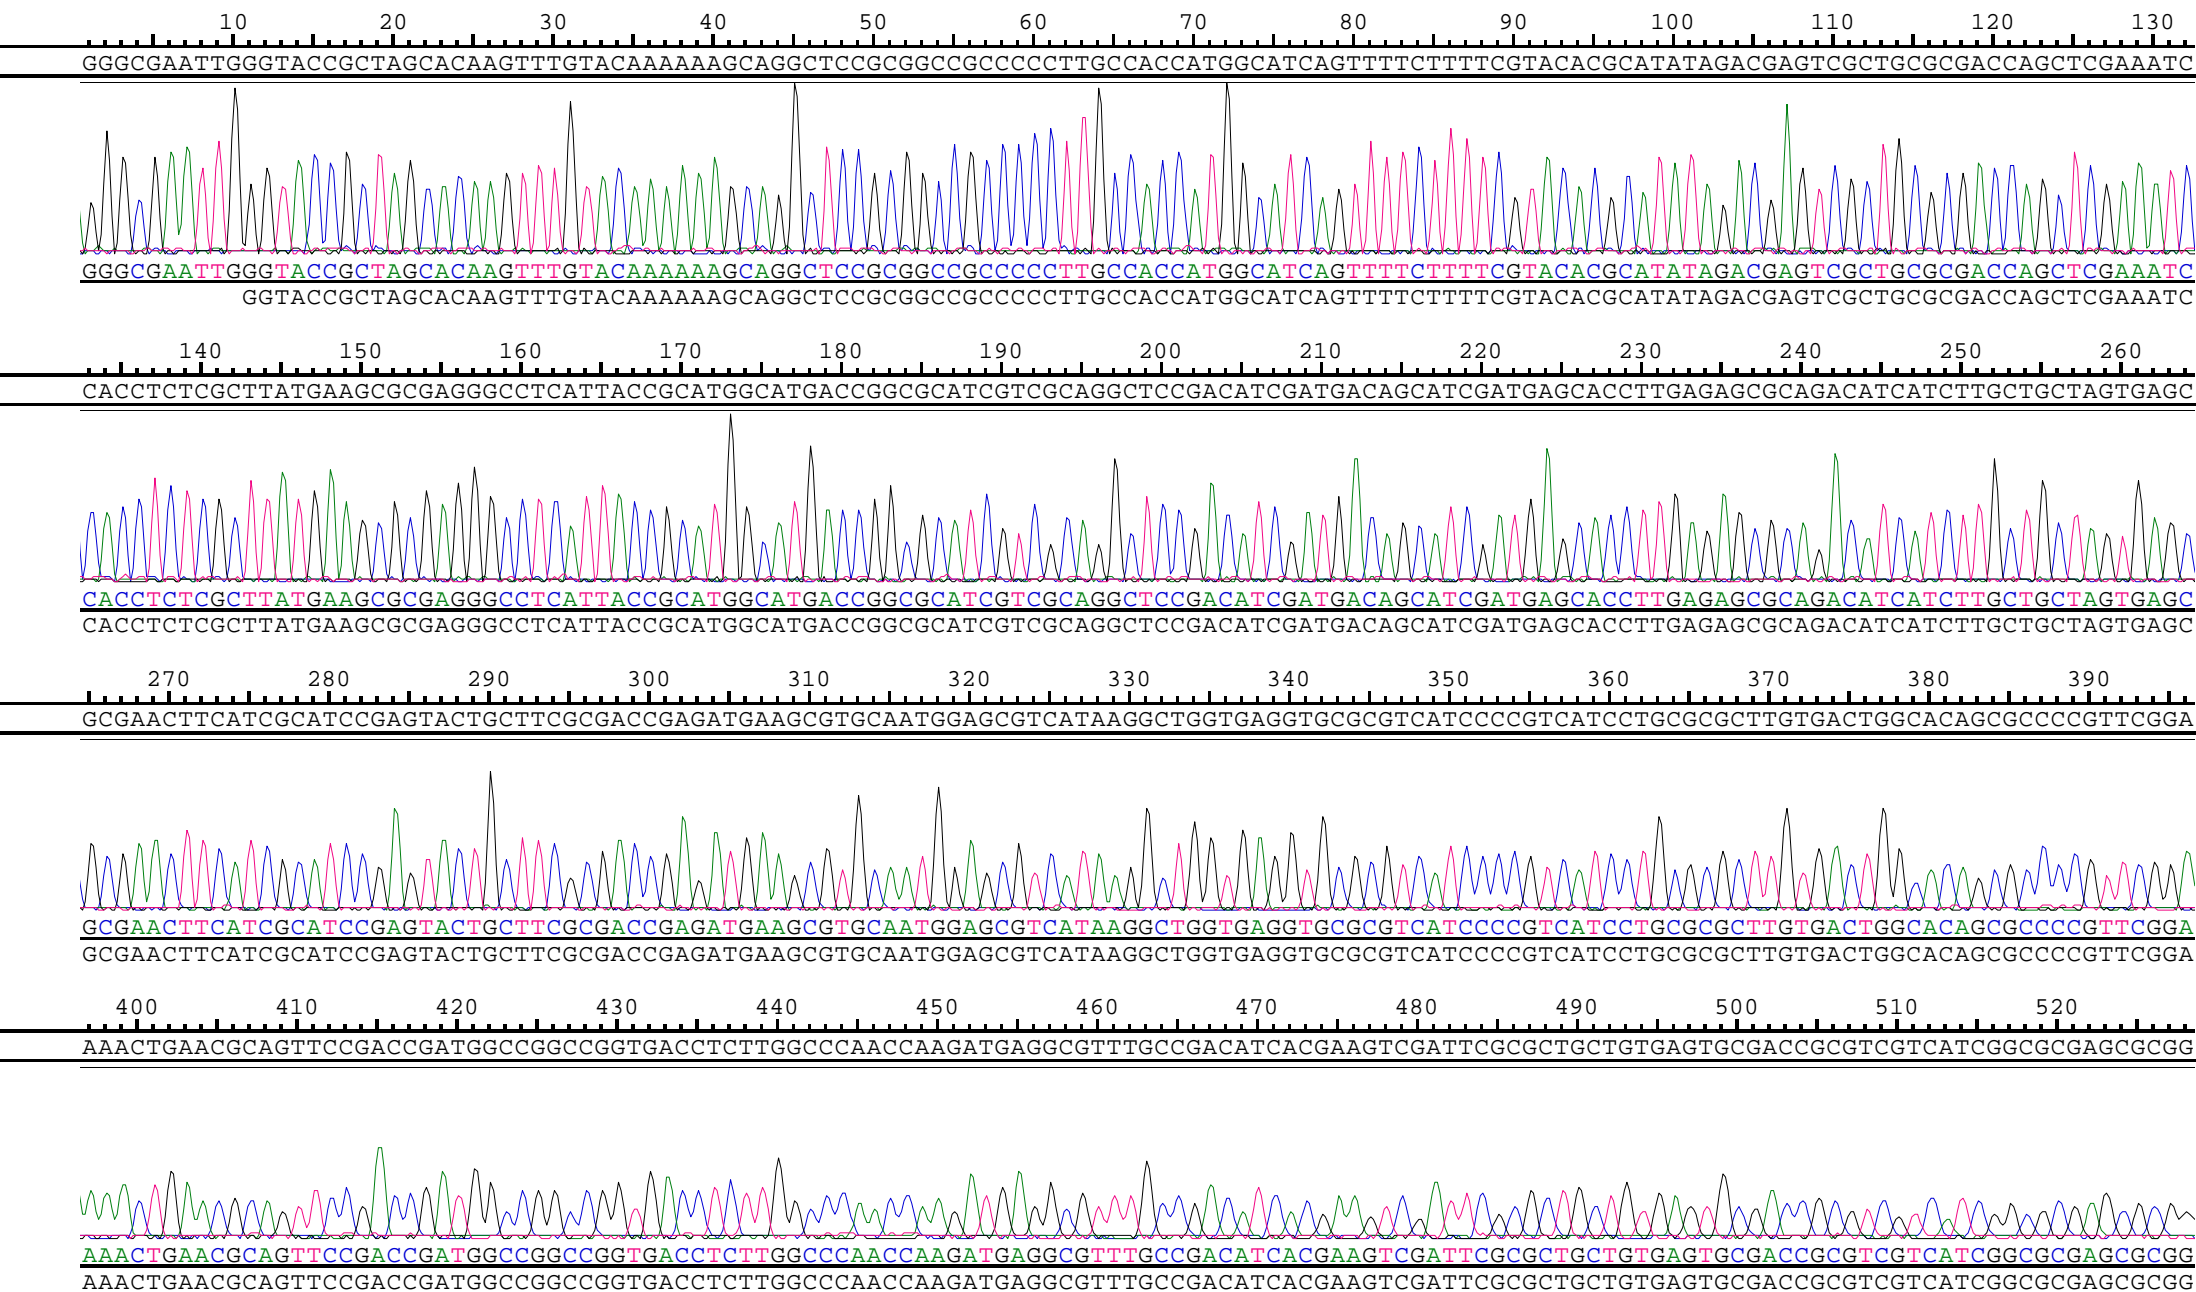 10 20 30 40 50 60 70 80 90 100 110 120 130
GGGCGAATTGGGTACCGCTAGCACAAGTTTGTACAAAAAAGCAGGCTCCGCGGCCGCCCCCTTGCCACCATGGCATCAGTTTTCTTTTCGTACACGCATATAGACGAGTCGCTGCGCGACCAGCTCGAAATC
GGGCGAATTGGGTACCGCTAGCACAAGTTTGTACAAAAAAGCAGGCTCCGCGGCCGCCCCCTTGCCACCATGGCATCAGTTTTCTTTTCGTACACGCATATAGACGAGTCGCTGCGCGACCAGCTCGAAATC
GGTACCGCTAGCACAAGTTTGTACAAAAAAGCAGGCTCCGCGGCCGCCCCCTTGCCACCATGGCATCAGTTTTCTTTTCGTACACGCATATAGACGAGTCGCTGCGCGACCAGCTCGAAATC
140 150 160 170 180 190 200 210 220 230 240 250 260
CACCTCTCGCTTATGAAGCGCGAGGGCCTCATTACCGCATGGCATGACCGGCGCATCGTCGCAGGCTCCGACATCGATGACAGCATCGATGAGCACCTTGAGAGCGCAGACATCATCTTGCTGCTAGTGAGC
CACCTCTCGCTTATGAAGCGCGAGGGCCTCATTACCGCATGGCATGACCGGCGCATCGTCGCAGGCTCCGACATCGATGACAGCATCGATGAGCACCTTGAGAGCGCAGACATCATCTTGCTGCTAGTGAGC
CACCTCTCGCTTATGAAGCGCGAGGGCCTCATTACCGCATGGCATGACCGGCGCATCGTCGCAGGCTCCGACATCGATGACAGCATCGATGAGCACCTTGAGAGCGCAGACATCATCTTGCTGCTAGTGAGC
270 280 290 300 310 320 330 340 350 360 370 380 390
GCGAACTTCATCGCATCCGAGTACTGCTTCGCGACCGAGATGAAGCGTGCAATGGAGCGTCATAAGGCTGGTGAGGTGCGCGTCATCCCCGTCATCCTGCGCGCTTGTGACTGGCACAGCGCCCCGTTCGGA
GCGAACTTCATCGCATCCGAGTACTGCTTCGCGACCGAGATGAAGCGTGCAATGGAGCGTCATAAGGCTGGTGAGGTGCGCGTCATCCCCGTCATCCTGCGCGCTTGTGACTGGCACAGCGCCCCGTTCGGA
GCGAACTTCATCGCATCCGAGTACTGCTTCGCGACCGAGATGAAGCGTGCAATGGAGCGTCATAAGGCTGGTGAGGTGCGCGTCATCCCCGTCATCCTGCGCGCTTGTGACTGGCACAGCGCCCCGTTCGGA
400 410 420 430 440 450 460 470 480 490 500 510 520
AAACTGAACGCAGTTCCGACCGATGGCCGGCCGGTGACCTCTTGGCCCAACCAAGATGAGGCGTTTGCCGACATCACGAAGTCGATTCGCGCTGCTGTGAGTGCGACCGCGTCGTCATCGGCGCGAGCGCGG
AAACTGAACGCAGTTCCGACCGATGGCCGGCCGGTGACCTCTTGGCCCAACCAAGATGAGGCGTTTGCCGACATCACGAAGTCGATTCGCGCTGCTGTGAGTGCGACCGCGTCGTCATCGGCGCGAGCGCGG
AAACTGAACGCAGTTCCGACCGATGGCCGGCCGGTGACCTCTTGGCCCAACCAAGATGAGGCGTTTGCCGACATCACGAAGTCGATTCGCGCTGCTGTGAGTGCGACCGCGTCGTCATCGGCGCGAGCGCGG